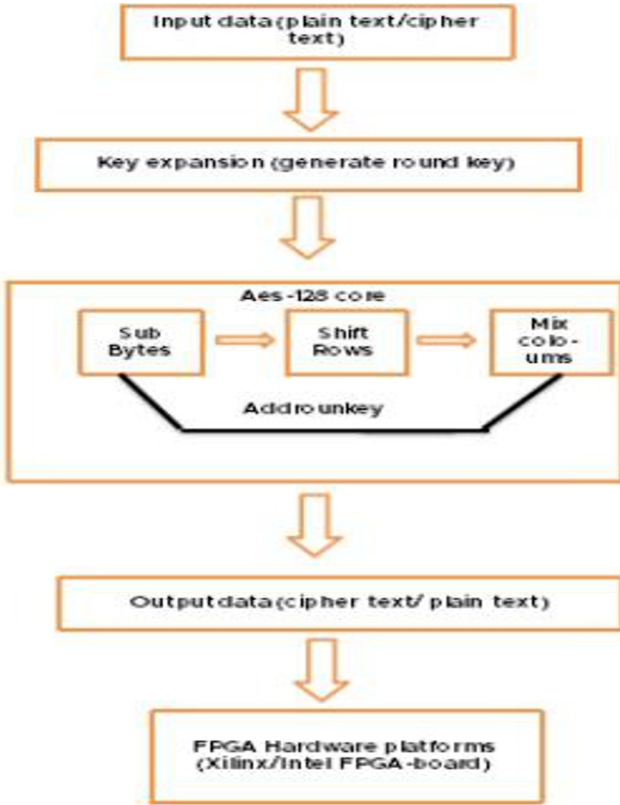 Input data (plain text/cipher
text)
Key expansion (generate round key)
Aes-128 core
Sub
Bytes
Shift
Rows
Mix
colo-
ums
Addrounkey
Output data (cipher text/ plain text)
FPGA Hardware platforms
(Xilinx/Intel FPGA-board)